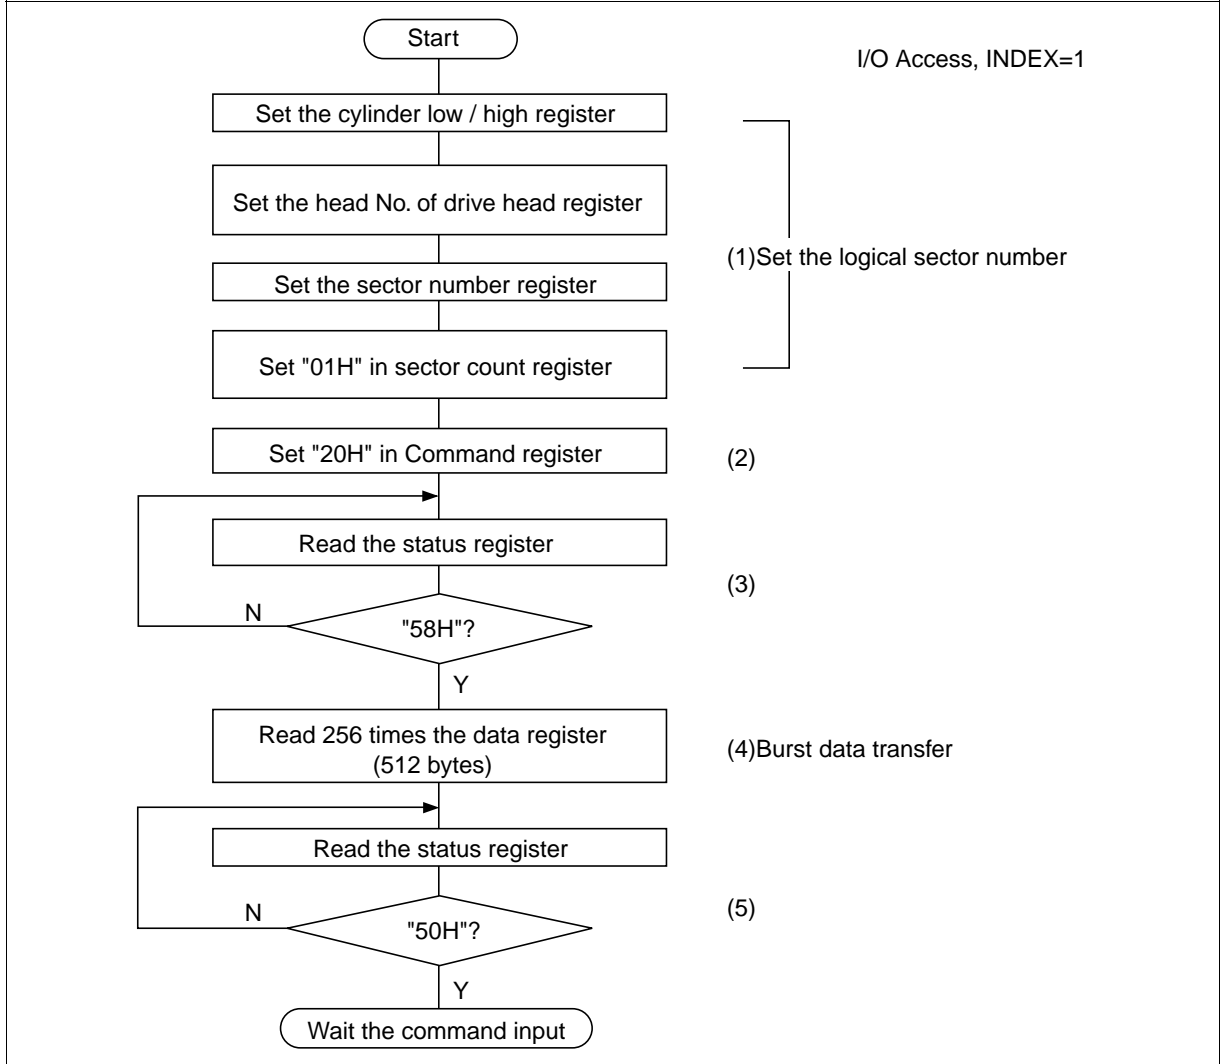 Start
I/O Access, INDEX=1
Set the cylinder low / high register
Set the head No. of drive head register
(1)Set the logical sector number
Set the sector number register
Set "01H" in sector count register
Set "20H" in Command register
(2)
Read the status register
(3)
N
"58H"?
Y
Read 256 times the data register
(512 bytes)
(4)Burst data transfer
Read the status register
N
(5)
"50H"?
Y
Wait the command input